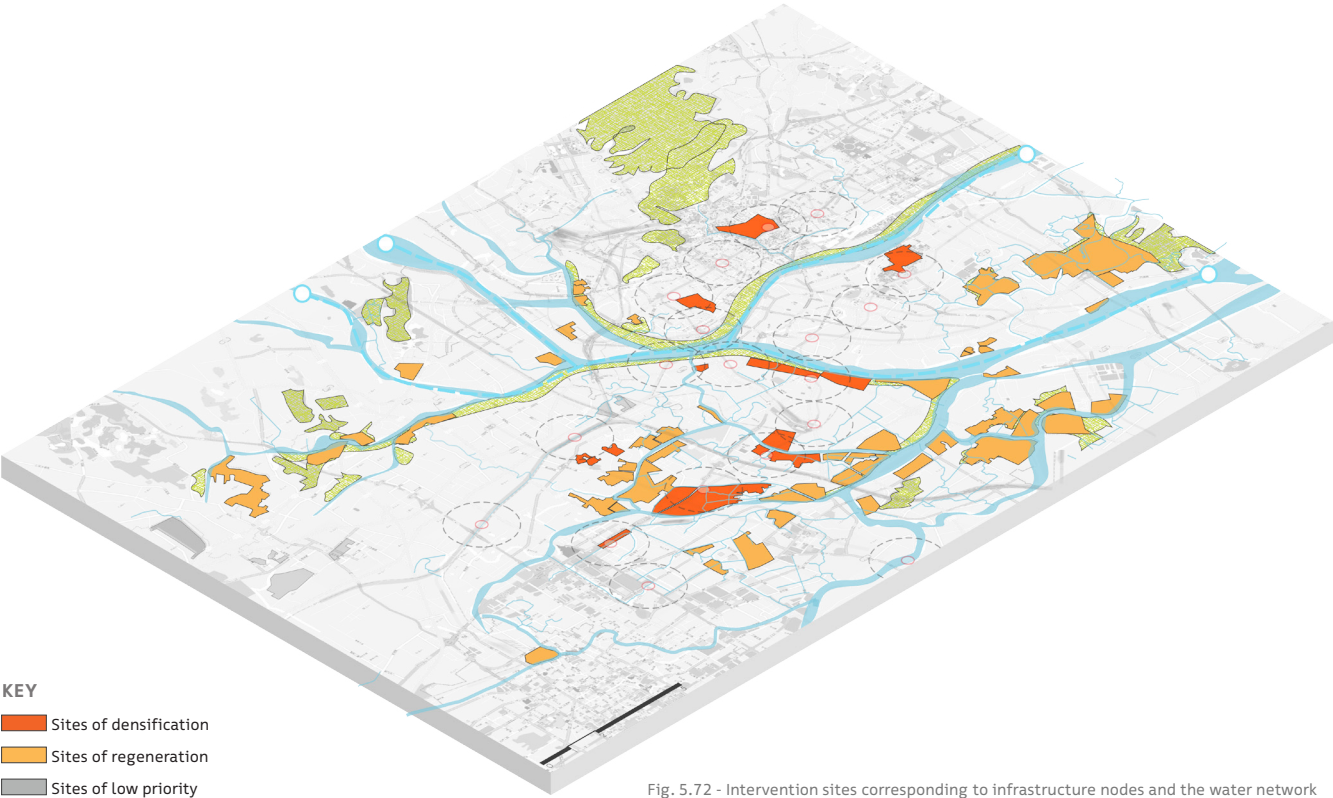 KEY
Sites of densification
Sites of regeneration
Sites of low priority
Fig. 5.72 - Intervention sites corresponding to infrastructure nodes and the water network